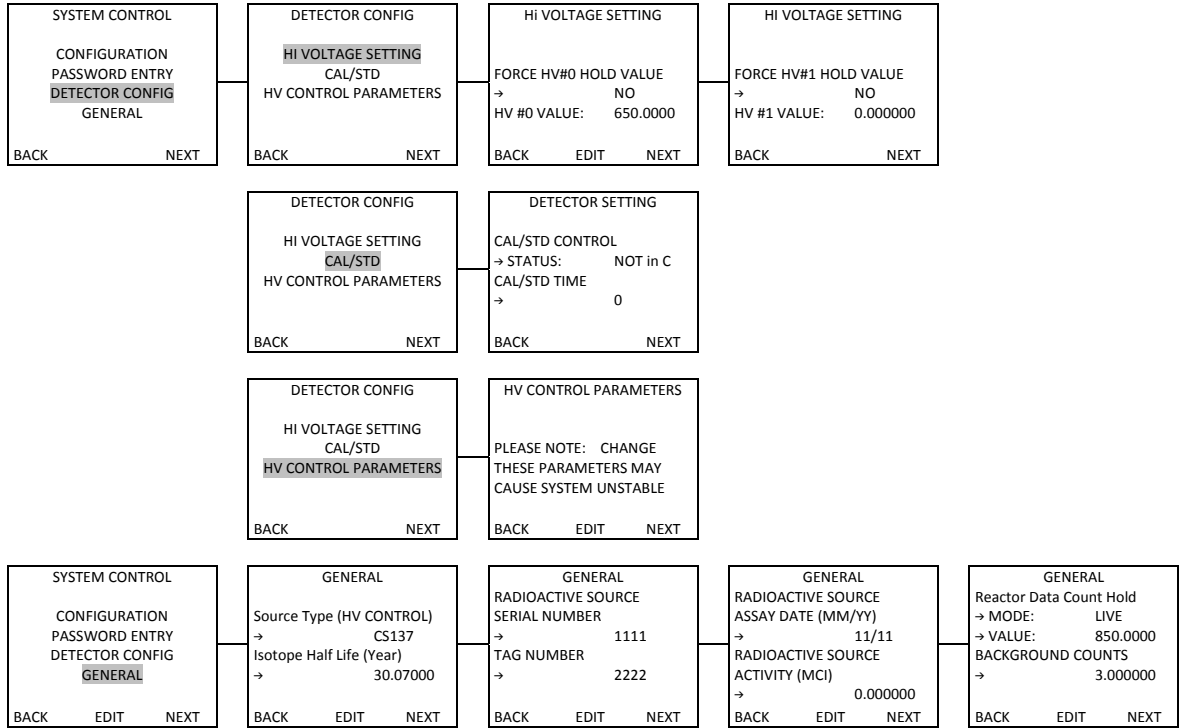 SYSTEM CONTROL
CONFIGURATION
PASSWORD ENTRY
DETECTOR CONFIG
GENERAL
BACK NEXT
DETECTOR CONFIG
HI VOLTAGE SETTING
CAL/STD
HV CONTROL PARAMETERS
BACK NEXT
Hi VOLTAGE SETTING
FORCE HV#0 HOLD VALUE
→ NO
HV #0 VALUE: 650.0000
BACK EDIT NEXT
HI VOLTAGE SETTING
FORCE HV#1 HOLD VALUE
→ NO
HV #1 VALUE: 0.000000
BACK NEXT
DETECTOR CONFIG
HI VOLTAGE SETTING
CAL/STD
HV CONTROL PARAMETERS
BACK NEXT
DETECTOR SETTING
CAL/STD CONTROL
→ STATUS: NOT in C
CAL/STD TIME
→ 0
BACK NEXT
DETECTOR CONFIG
HI VOLTAGE SETTING
CAL/STD
HV CONTROL PARAMETERS
BACK NEXT
HV CONTROL PARAMETERS
PLEASE NOTE: CHANGE
THESE PARAMETERS MAY
CAUSE SYSTEM UNSTABLE
BACK EDIT NEXT
SYSTEM CONTROL
CONFIGURATION
PASSWORD ENTRY
DETECTOR CONFIG
GENERAL
BACK EDIT NEXT
GENERAL
Source Type (HV CONTROL)
→ CS137
Isotope Half Life (Year)
→ 30.07000
BACK EDIT NEXT
GENERAL
RADIOACTIVE SOURCE
SERIAL NUMBER
→ 1111
TAG NUMBER
→ 2222
BACK EDIT NEXT
GENERAL
RADIOACTIVE SOURCE
ASSAY DATE (MM/YY)
→ 11/11
RADIOACTIVE SOURCE
ACTIVITY (MCI)
→ 0.000000
BACK EDIT NEXT
GENERAL
Reactor Data Count Hold
→ MODE: LIVE
→ VALUE: 850.0000
BACKGROUND COUNTS
→ 3.000000
BACK EDIT NEXT